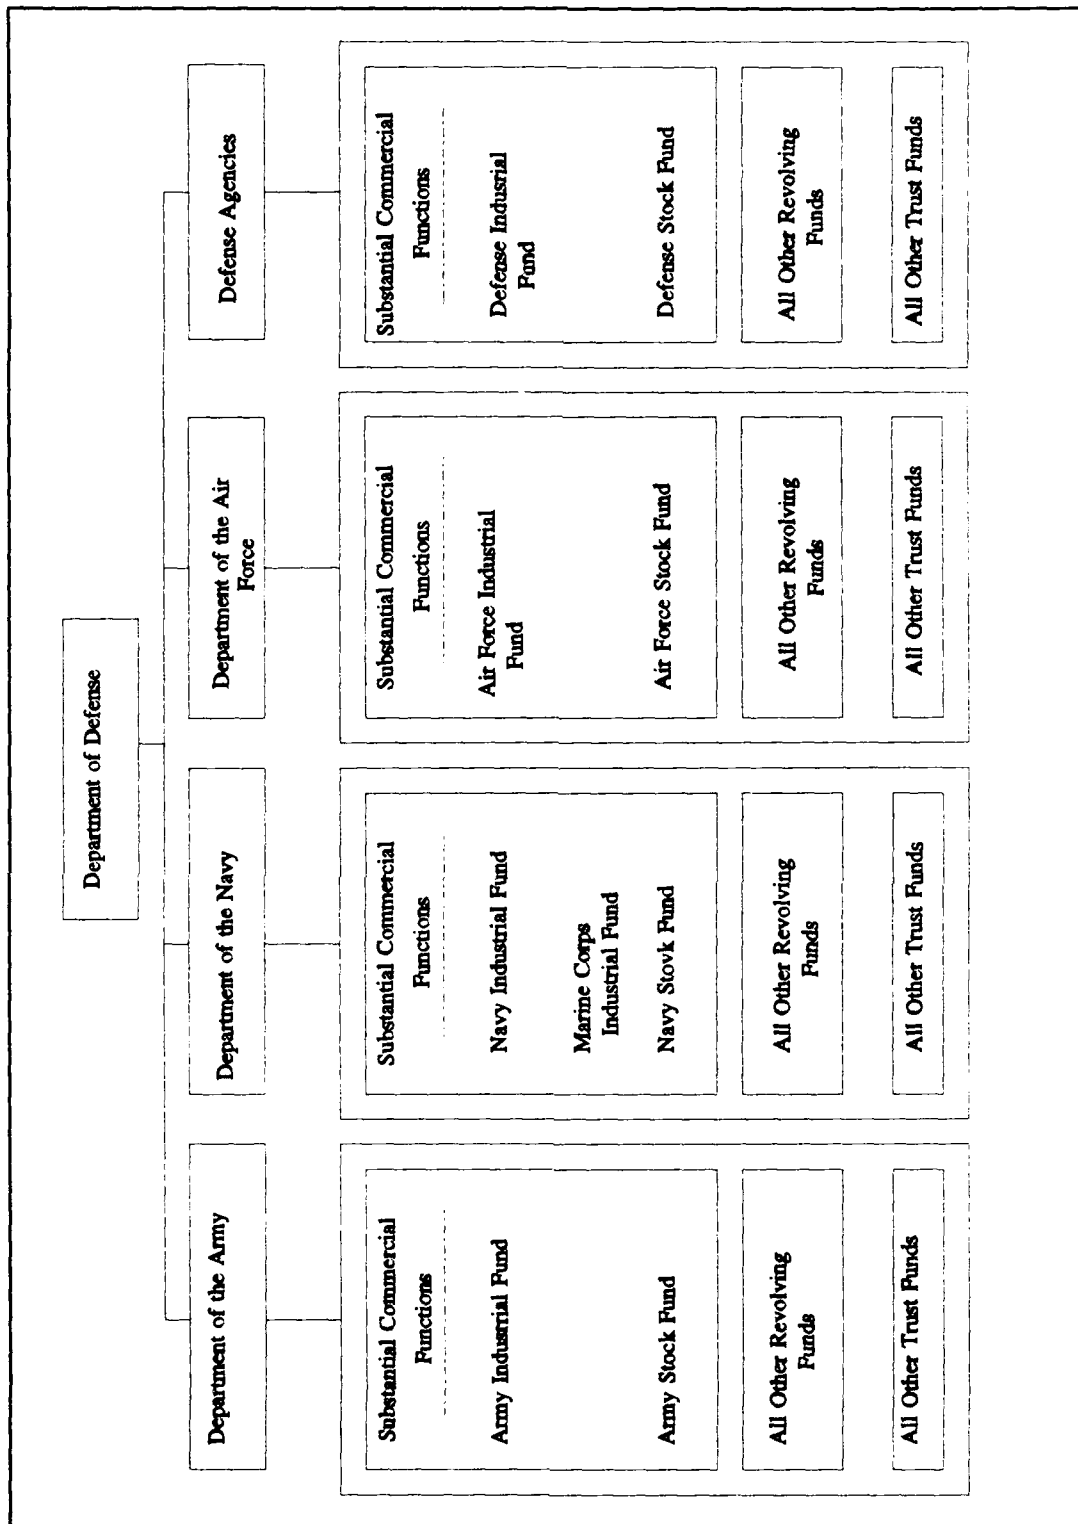 Department of Defense
Department of the Army
Department of the Navy
Department of the Air
Force
Defense Agencies
Substantial Commercial
Functions
Army Industrial Fund
Army Stock Fund
All Other Revolving
Funds
All Other Trust Funds
Substantial Commercial
Functions
Navy Industrial Fund
Marine Corps
Industrial Fund
Navy Stovk Fund
All Other Revolving
Funds
All Other Trust Funds
Substantial Commercial
Functions
Air Force Industrial
Fund
Air Force Stock Fund
All Other Revolving
Funds
All Other Trust Funds
Substantial Commercial
Functions
Defense Industrial
Fund
Defense Stock Fund
All Other Revolving
Funds
All Other Trust Funds